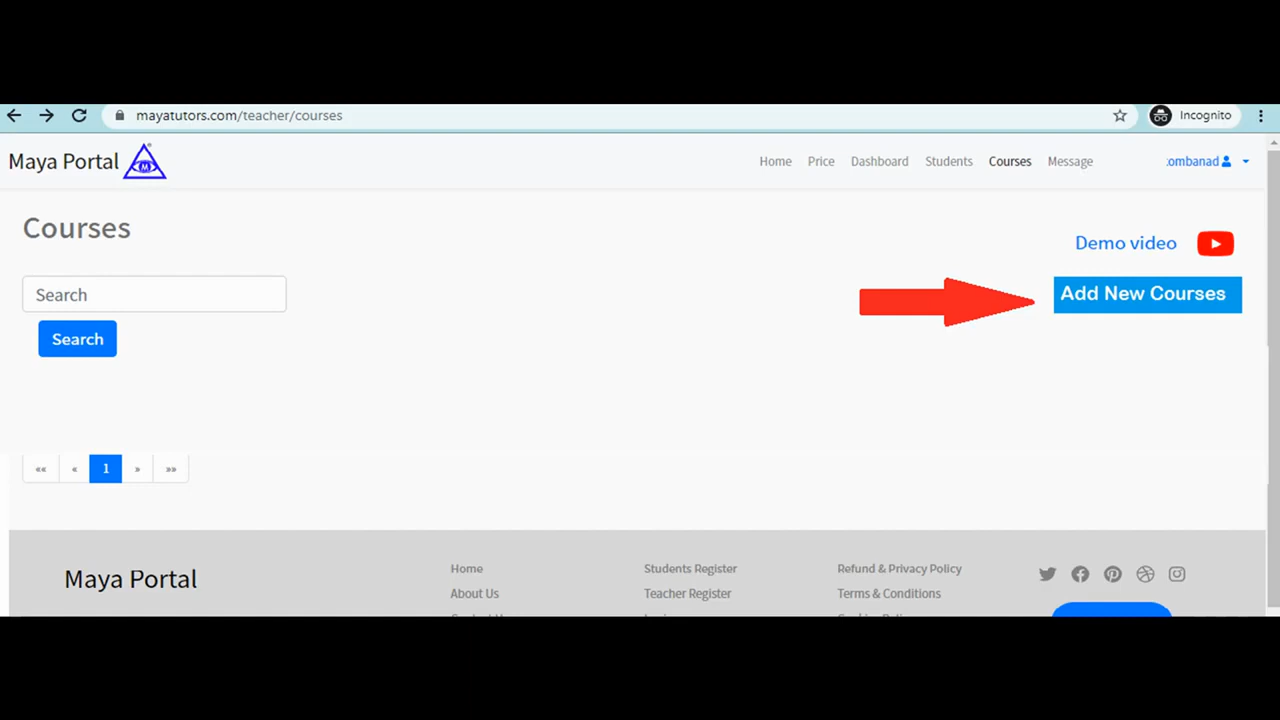 mayatutors.com/teacher/courses
Incognito
Maya Portal M
Home Price Dashboard Students Courses Message
ombanad
Courses
Demo video
Search
Add New Courses
Search
«« « 1 » »»
Maya Portal
Home Students Register Refund & Privacy Policy
About Us Teacher Register Terms & Conditions